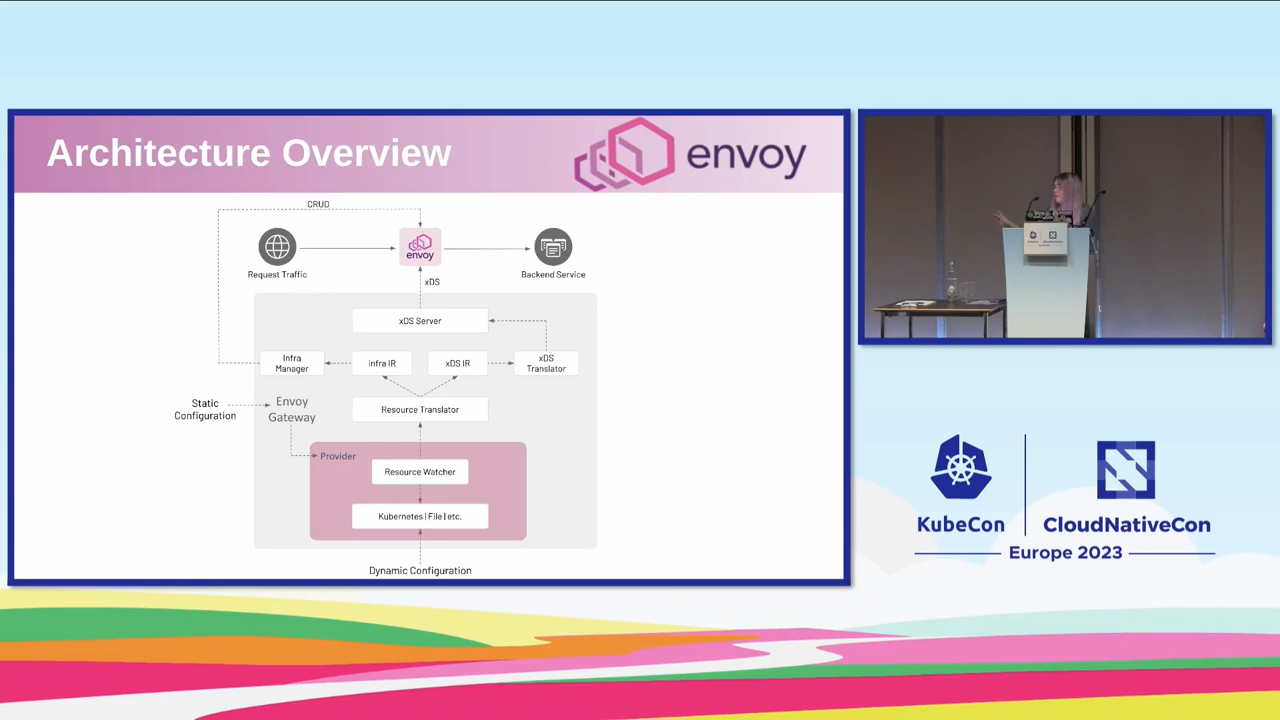 Architecture Overview
envoy
CRUD
envoy
Request Traffic
Backend Service
xDS
xDS Server
Infra
Manager
Infra IR
xDS IR
xDS
Translator
Static
Configuration
Envoy
Gateway
Resource Translator
Provider
Resource Watcher
Kubernetes | File | etc.
Dynamic Configuration
KubeCon
CloudNativeCon
Europe 2023